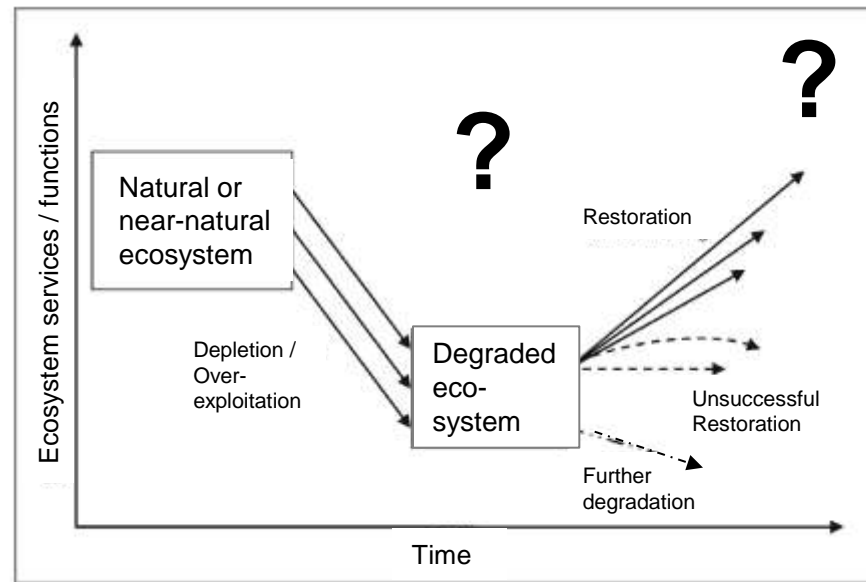 ?
?
Ecosystem services / functions
Natural or
near-natural
ecosystem
Restoration
Depletion /
Over-
exploitation
Degraded
eco-
system
Unsuccessful
Restoration
Further
degradation
Time